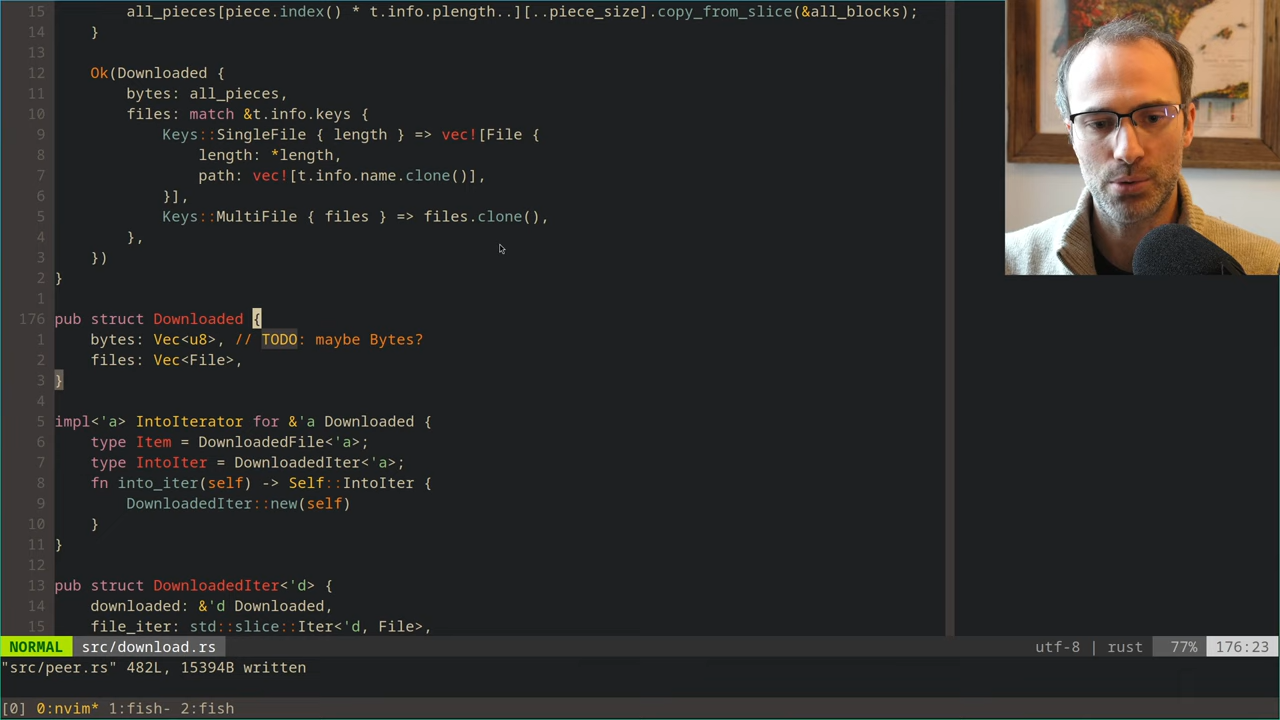 15 all_pieces[piece.index() * t.info.plength..][..piece_size].copy_from_slice(&all_blocks);
14 }
13
12 Ok(Downloaded {
11 bytes: all_pieces,
10 files: match &t.info.keys {
9 Keys::SingleFile { length } => vec![File {
8 length: *length,
7 path: vec![t.info.name.clone()],
6 }],
5 Keys::MultiFile { files } => files.clone(),
4 },
3 })
2 }
1
176 pub struct Downloaded {
1 bytes: Vec<u8>, // TODO: maybe Bytes?
2 files: Vec<File>,
3 }
4
5 impl<'a> IntoIterator for &'a Downloaded {
6 type Item = DownloadedFile<'a>;
7 type IntoIter = DownloadedIter<'a>;
8 fn into_iter(self) -> Self::IntoIter {
9 DownloadedIter::new(self)
10 }
11 }
12
13 pub struct DownloadedIter<'d> {
14 downloaded: &'d Downloaded,
15 file_iter: std::slice::Iter<'d, File>,
NORMAL src/download.rs utf-8 | rust 77% 176:23
"src/peer.rs" 482L, 15394B written
[0] 0:nvim* 1:fish- 2:fish